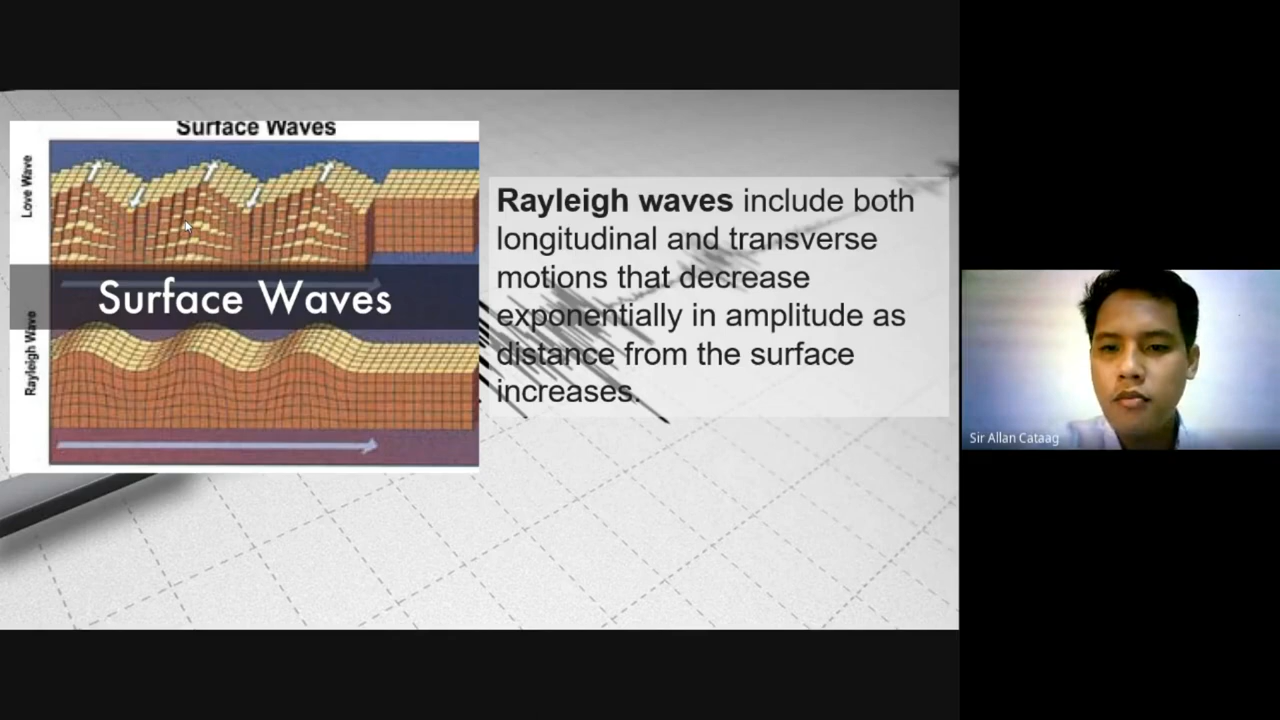 Surface Waves
Love Wave
Surface Waves
Rayleigh Wave
Rayleigh waves include both
longitudinal and transverse
motions that decrease
exponentially in amplitude as
distance from the surface
increases.
Sir Allan Cataag